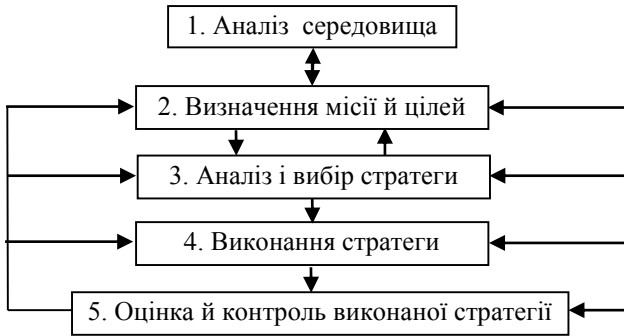 1. Аналіз середовища
2. Визначення місії й цілей
3. Аналіз і вибір стратеги
4. Виконання стратеги
5. Оцінка й контроль виконаної стратегії